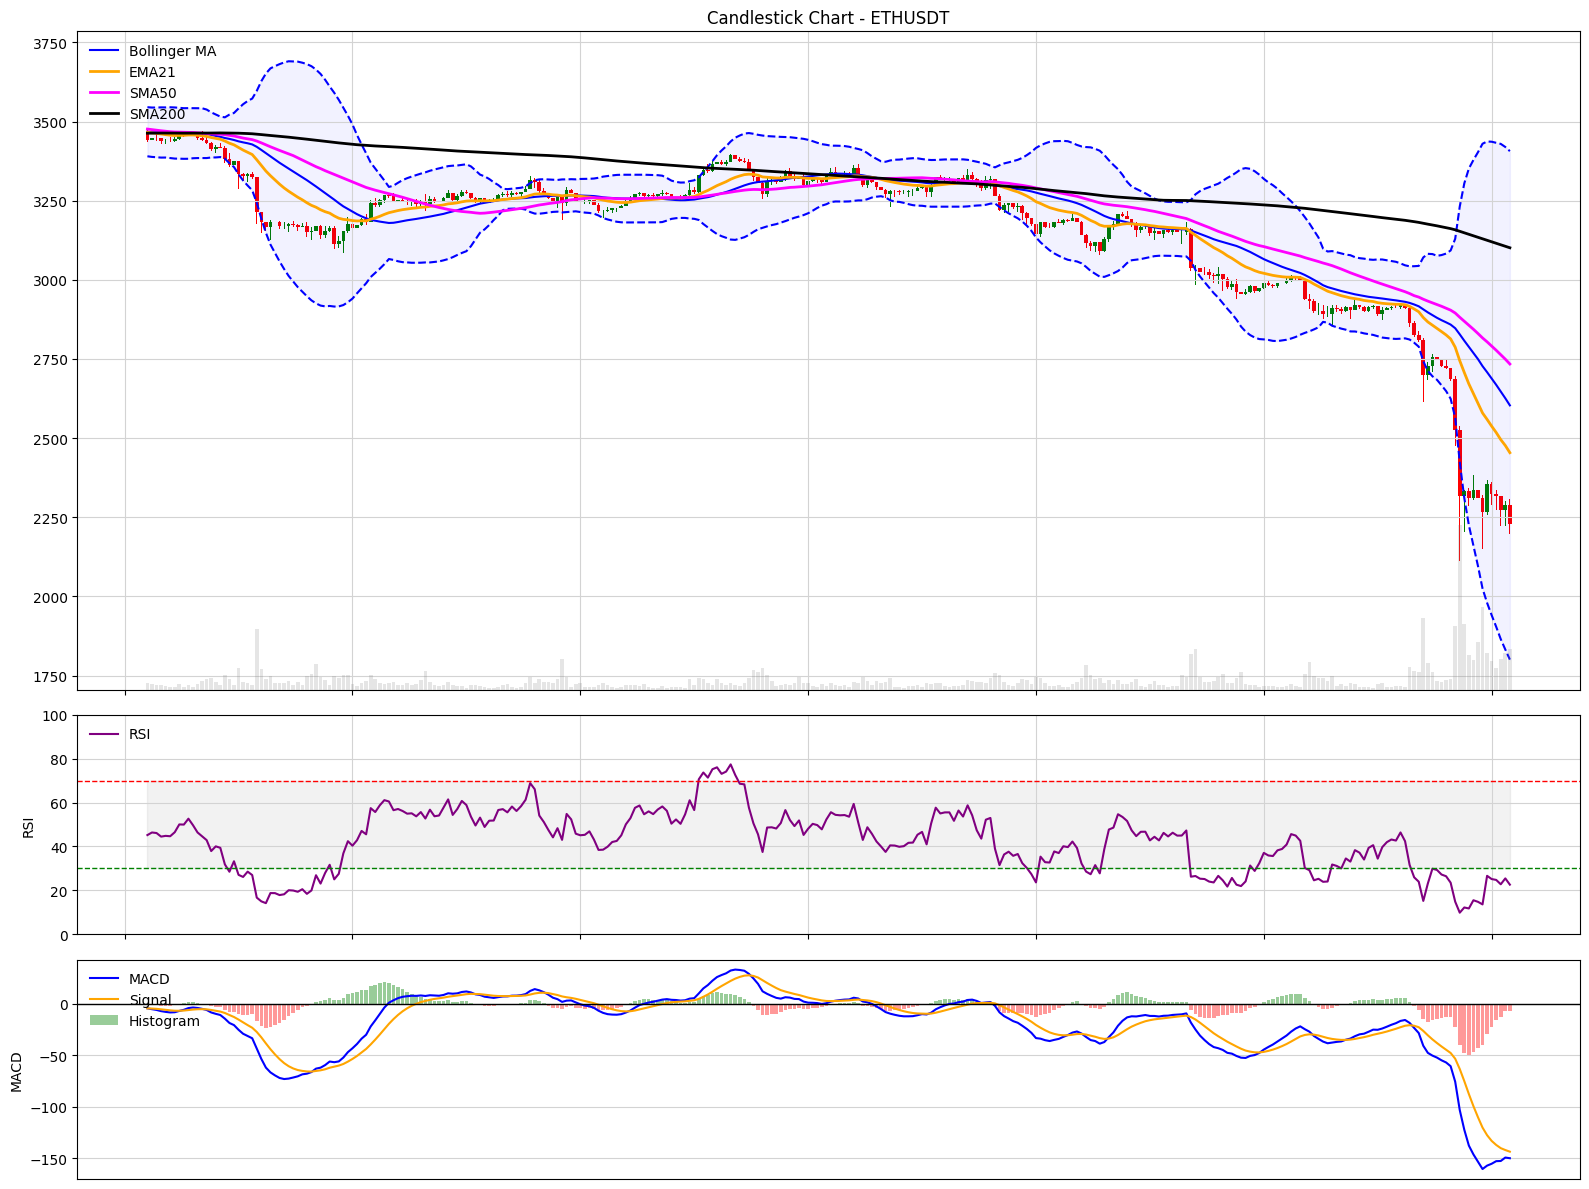 Candlestick Chart - ETHUSDT
3750
3500
3250
3000
2750
2500
2250
2000
1750
Bollinger MA
EMA21
SMA50
SMA200
100
80
60
40
20
0
RSI
RSI
0
−50
−100
−150
MACD
MACD
Signal
Histogram